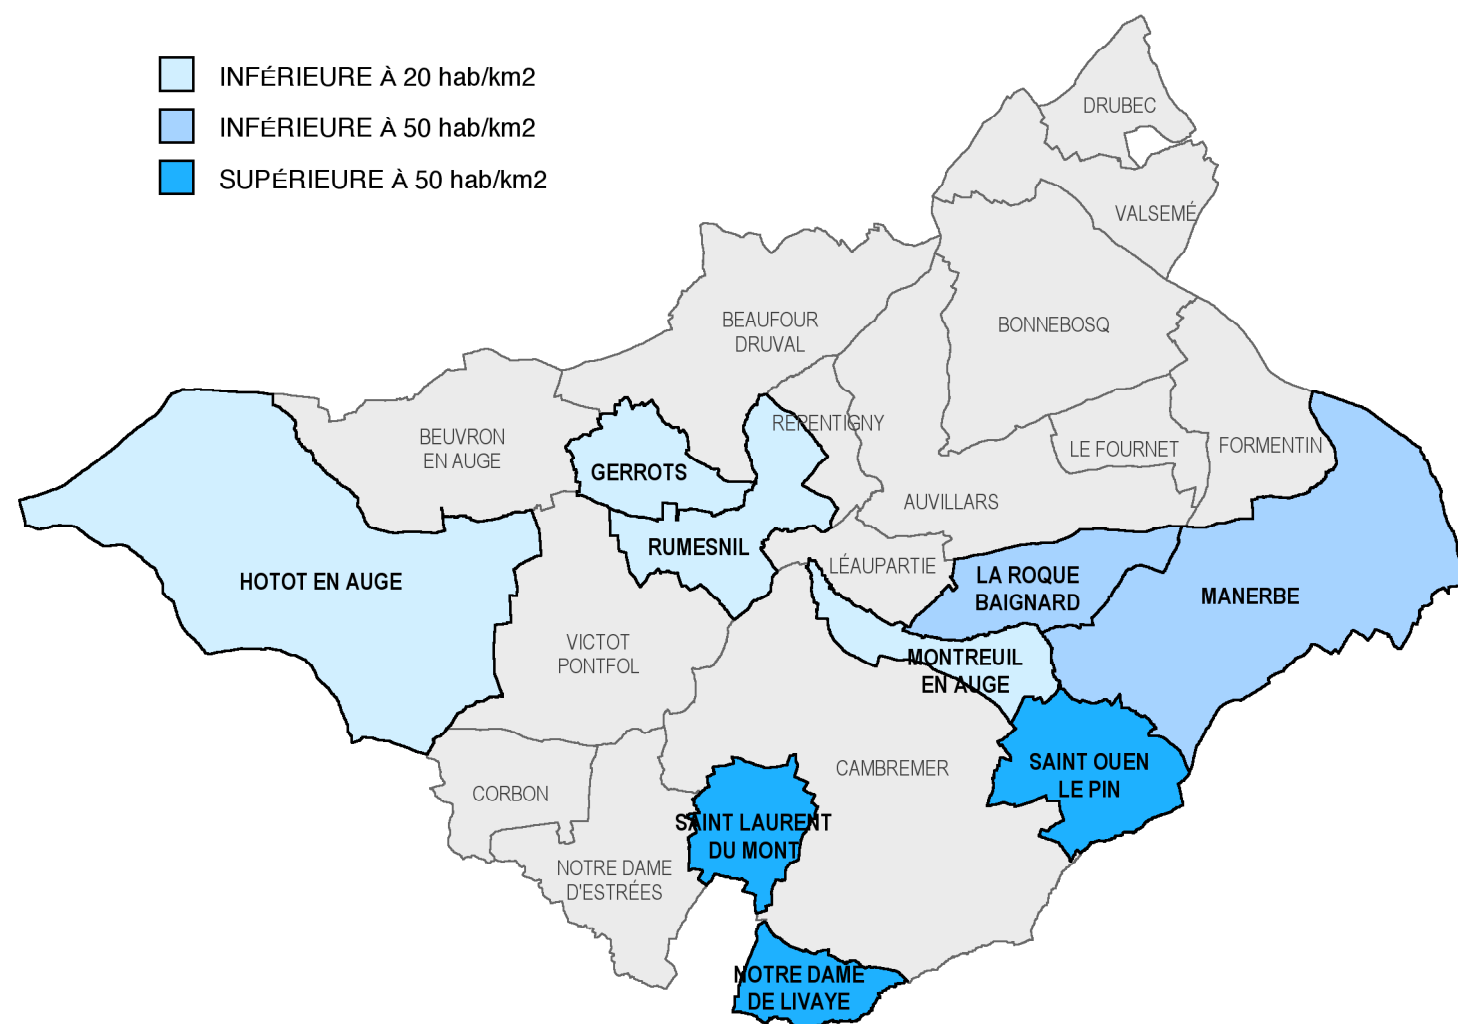 INFÉRIEURE À 20 hab/km2
INFÉRIEURE À 50 hab/km2
SUPÉRIEURE À 50 hab/km2
DRUBEC
VALSEMÉ
BEAUFOUR
DRUVAL
BONNEBOSQ
REPENTIGNY
BEUVRON
EN AUGE
LE FOURNET
FORMENTIN
GERROTS
AUVILLARS
RUMESNIL
LÉAUPARTIE
HOTOT EN AUGE
LA ROQUE
BAIGNARD
MANERBE
VICTOT
PONTFOL
MONTREUIL
EN AUGE
CAMBREMER
SAINT OUEN
LE PIN
CORBON
SAINT LAURENT
DU MONT
NOTRE DAME
D'ESTRÉES
NOTRE DAME
DE LIVAYE